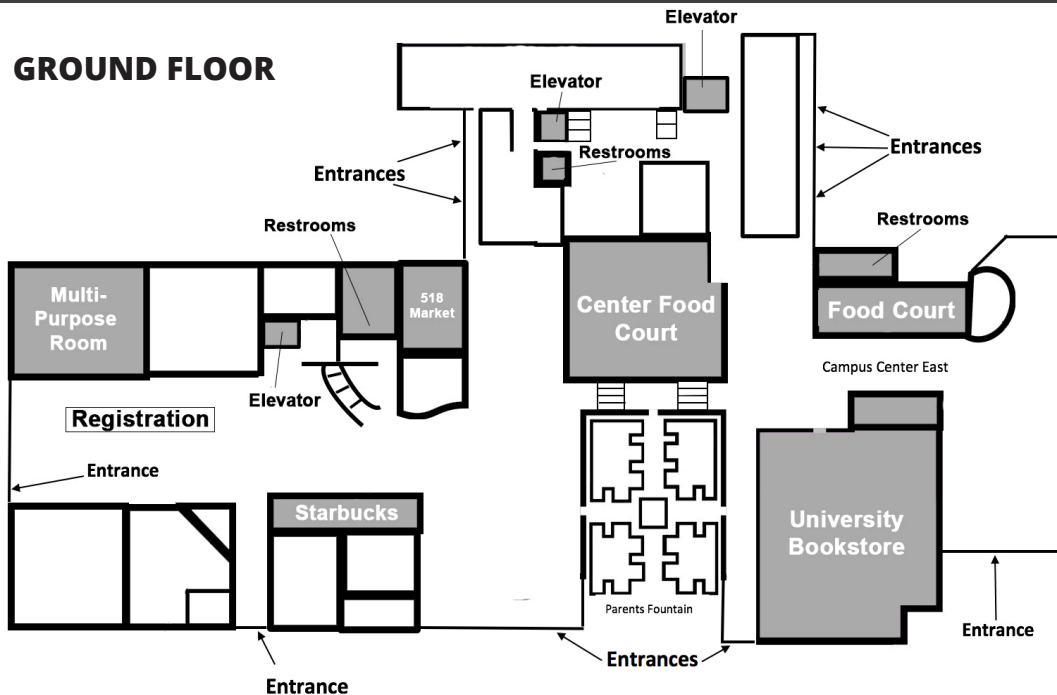 Elevator
GROUND FLOOR
Elevator
Entrances
Restrooms
Entrances
Restrooms
Restrooms
Multi-
Purpose
Room
518
Market
Center Food
Court
Food Court
Campus Center East
Elevator
Registration
Entrance
Starbucks
University
Bookstore
Parents Fountain
Entrance
Entrances
Entrance